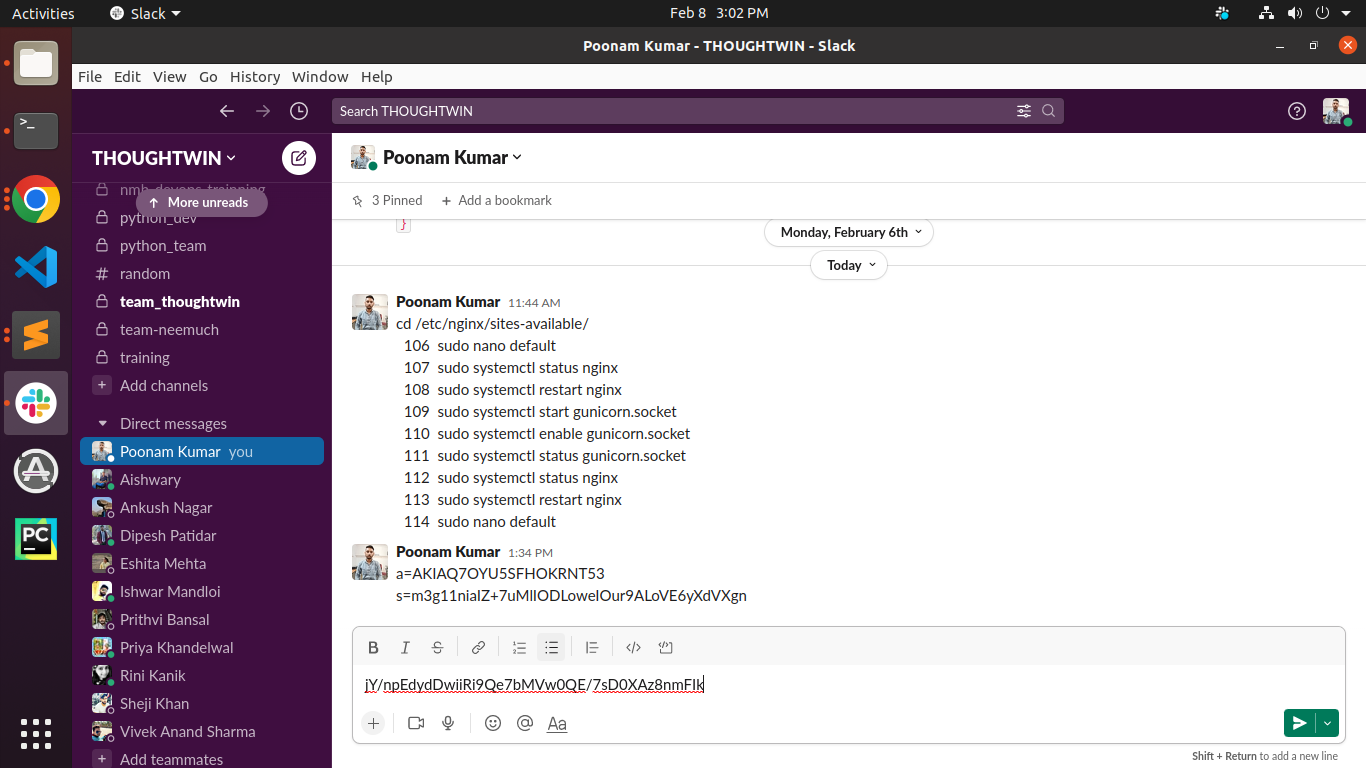 Activities
Slack
Feb 8 3:02 PM
Poonam Kumar - THOUGHTWIN - Slack
File Edit View Go History Window Help
Search THOUGHTWIN
THOUGHTWIN
More unreads
python_dev
python_team
random
team_thoughtwin
team-neemuch
training
Add channels
Direct messages
Poonam Kumar you
Aishwary
Ankush Nagar
Dipesh Patidar
Eshita Mehta
Ishwar Mandloi
Prithvi Bansal
Priya Khandelwal
Rini Kanik
Sheji Khan
Vivek Anand Sharma
Add teammates
Poonam Kumar
3 Pinned
+ Add a bookmark
}
Monday, February 6th
Today
Poonam Kumar 11:44 AM
cd /etc/nginx/sites-available/
106 sudo nano default
107 sudo systemctl status nginx
108 sudo systemctl restart nginx
109 sudo systemctl start gunicorn.socket
110 sudo systemctl enable gunicorn.socket
111 sudo systemctl status gunicorn.socket
112 sudo systemctl status nginx
113 sudo systemctl restart nginx
114 sudo nano default
Poonam Kumar 1:34 PM
a=
s=
B I S
Aa
Shift + Return to add a new line
>_
PC